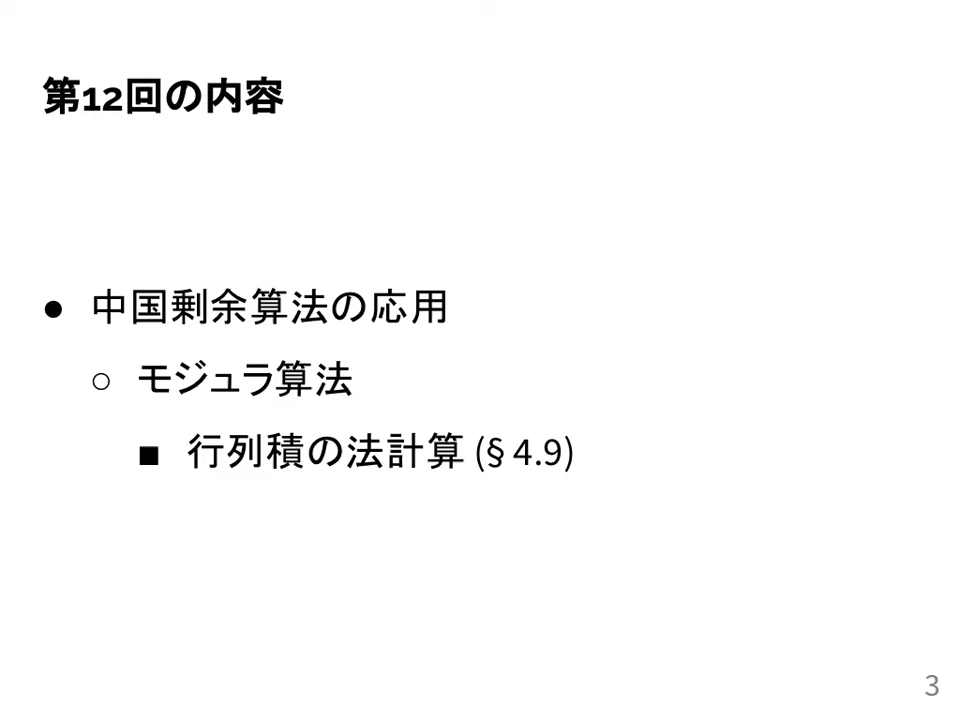 第12回の内容
● 中国剰余算法の応用
○ モジュラ算法
■ 行列積の法計算 (§ 4.9)
3